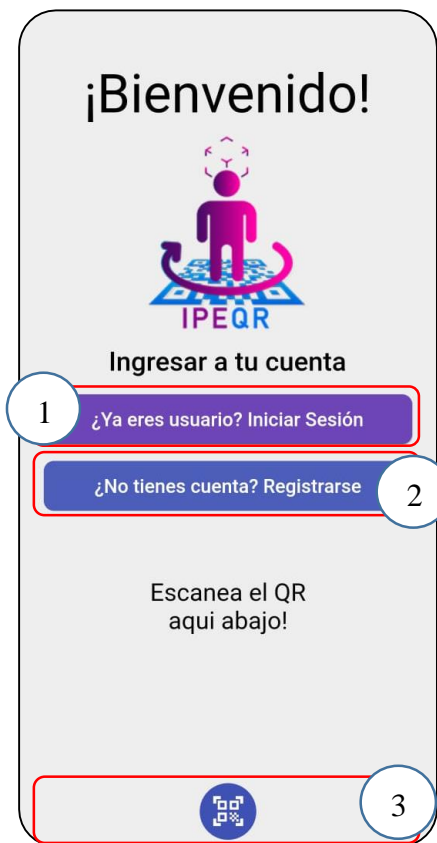 ¡Bienvenido!
IPEQR
Ingresar a tu cuenta
1
¿Ya eres usuario? Iniciar Sesión
¿No tienes cuenta? Registrarse
2
Escanea el QR
aqui abajo!
3